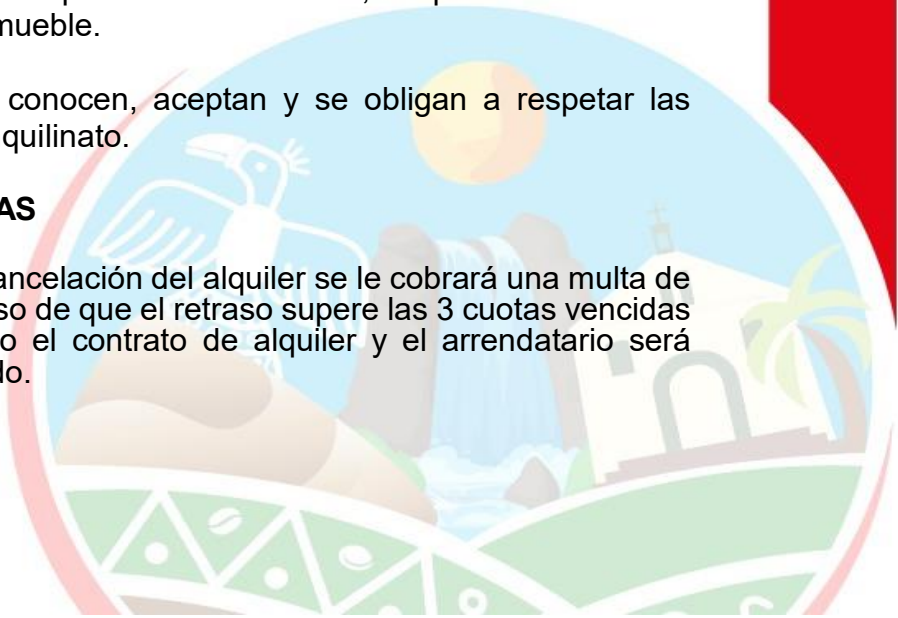 mueble.
conocen, aceptan y se obligan a respetar las
quilinato.
AS
ancelación del alquiler se le cobrará una multa de
so de que el retraso supere las 3 cuotas vencidas
o el contrato de alquiler y el arrendatario será
do.